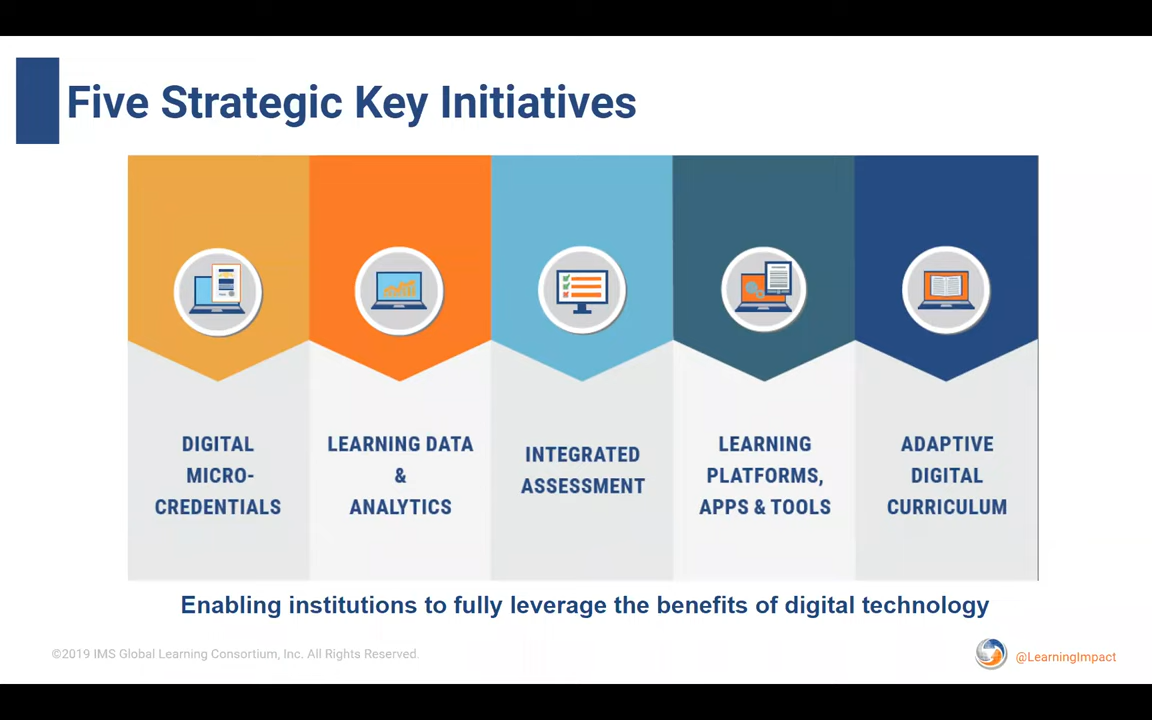 Five Strategic Key Initiatives
DIGITAL
MICRO-
CREDENTIALS
LEARNING DATA
&
ANALYTICS
INTEGRATED
ASSESSMENT
LEARNING
PLATFORMS,
APPS & TOOLS
ADAPTIVE
DIGITAL
CURRICULUM
Enabling institutions to fully leverage the benefits of digital technology
©2019 IMS Global Learning Consortium, Inc. All Rights Reserved.
@LearningImpact